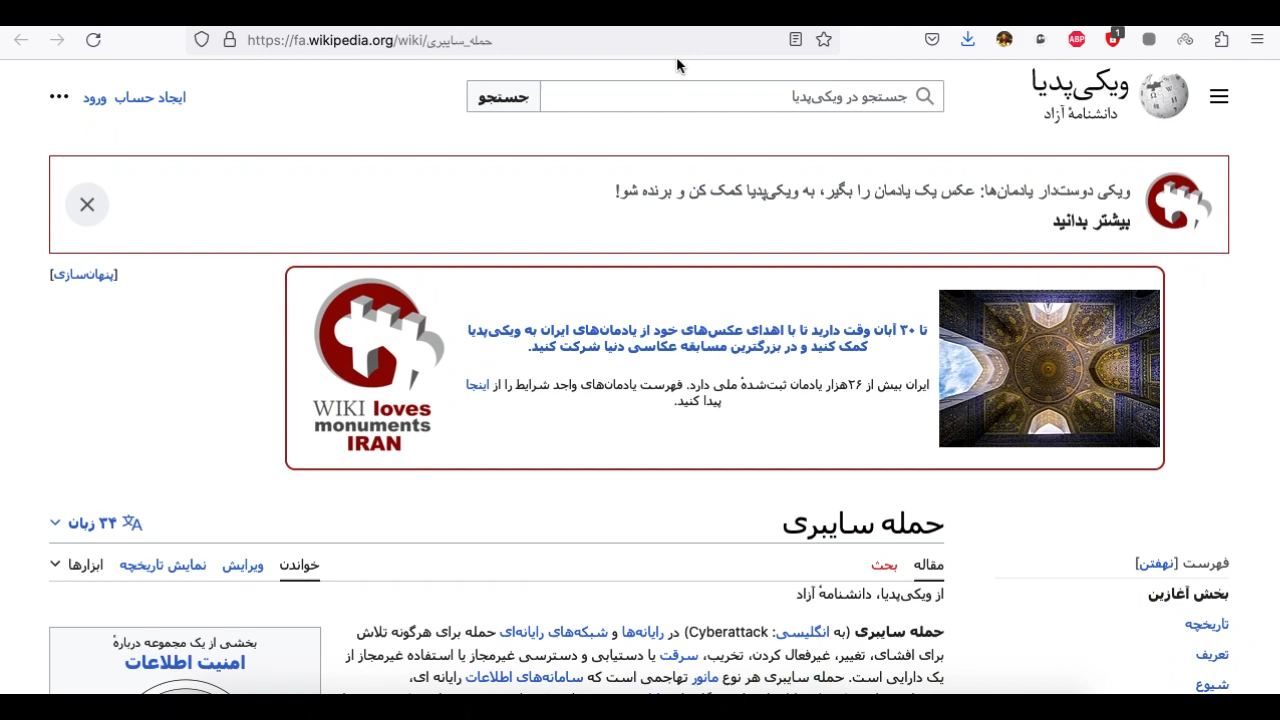 https://fa.wikipedia.org/wiki/حمله_سایبری
ABP
1
ویکی‌پدیا
دانشنامهٔ آزاد
جستجو در ویکی‌پدیا
جستجو
ایجاد حساب
ورود
ویکی دوستدار یادمان‌ها: عکس یک یادمان را بگیر، به ویکی‌پدیا کمک کن و برنده شو!
بیشتر بدانید
[پنهان‌سازی]
تا ۳۰ آبان وقت دارید تا با اهدای عکس‌های خود از یادمان‌های ایران به ویکی‌پدیا
کمک کنید و در بزرگترین مسابقه عکاسی دنیا شرکت کنید.
ایران بیش از ۲۶هزار یادمان ثبت‌شدهٔ ملی دارد. فهرست یادمان‌های واجد شرایط را از اینجا
پیدا کنید.
WIKI loves
monuments
IRAN
حمله سایبری
۳۴ زبان
مقاله
بحث
خواندن
ویرایش
نمایش تاریخچه
ابزارها
از ویکی‌پدیا، دانشنامهٔ آزاد
فهرست [نهفتن]
بخش آغازین
تاریخچه
تعریف
شیوع
حمله سایبری (به انگلیسی: Cyberattack) در رایانه‌ها و شبکه‌های رایانه‌ای حمله برای هرگونه تلاش
برای افشای، تغییر، غیرفعال کردن، تخریب، سرقت یا دستیابی و دسترسی غیرمجاز یا استفاده غیرمجاز از
یک دارایی است. حمله سایبری هر نوع مانور تهاجمی است که سامانه‌های اطلاعات رایانه ای،
بخشی از یک مجموعه دربارهٔ
امنیت اطلاعات